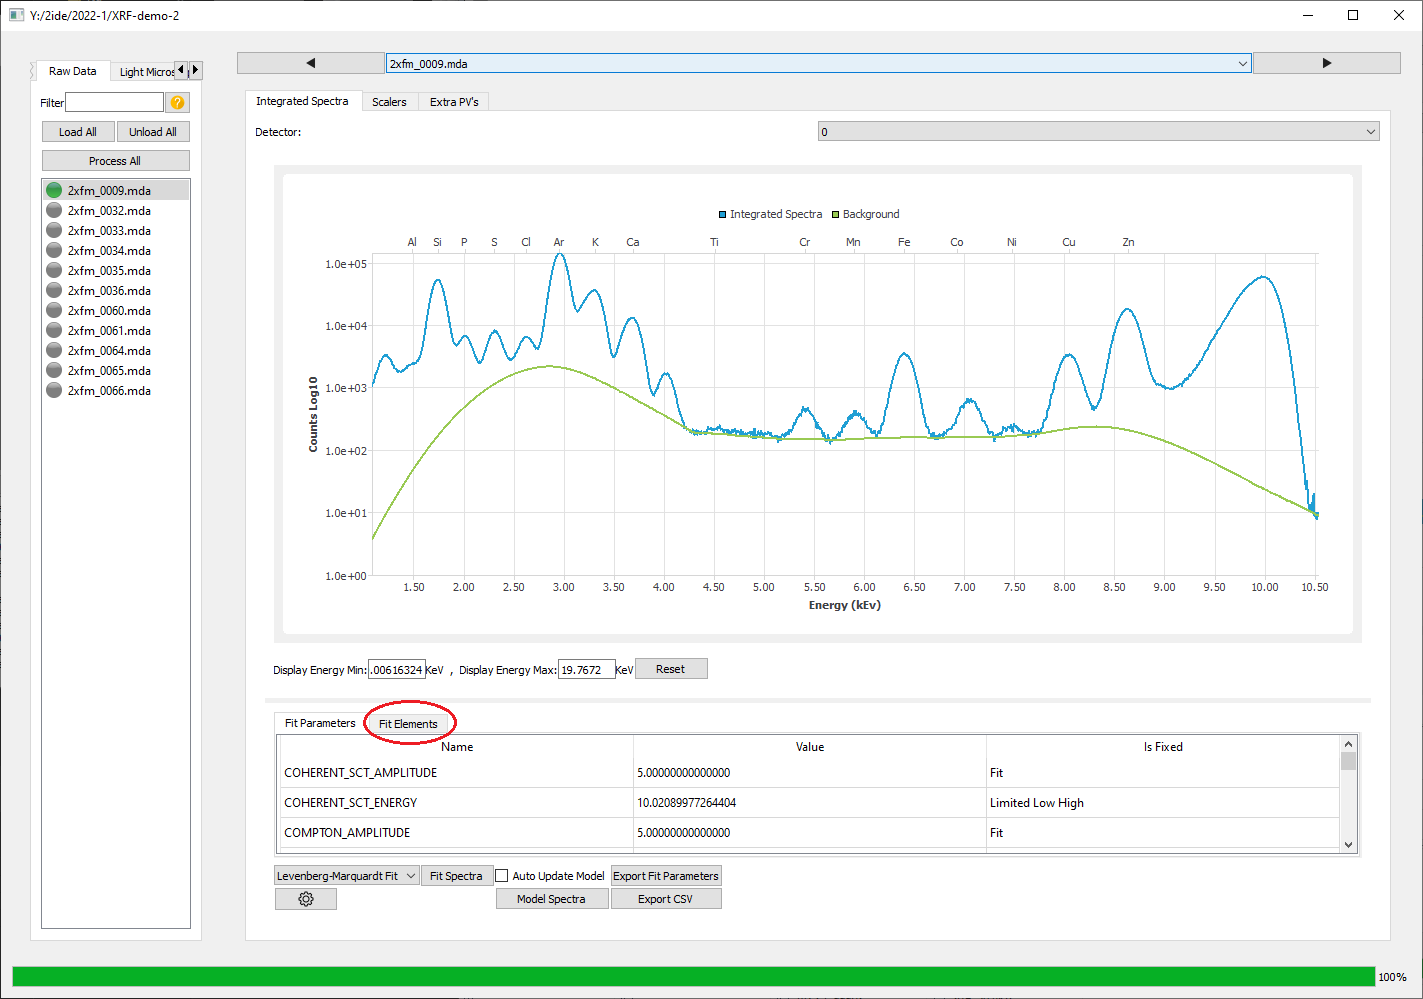 Y:/2ide/2022-1/XRF-demo-2
Raw Data
Light Micros
Filter
?
Load All
Unload All
Process All
2xfm_0009.mda
2xfm_0032.mda
2xfm_0033.mda
2xfm_0034.mda
2xfm_0035.mda
2xfm_0036.mda
2xfm_0060.mda
2xfm_0061.mda
2xfm_0064.mda
2xfm_0065.mda
2xfm_0066.mda
2xfm_0009.mda
Integrated Spectra Scalers Extra PV's
Detector: 0
Integrated Spectra Background
Al Si P S Cl Ar K Ca Ti Cr Mn Fe Co Ni Cu Zn
1.0e+05
1.0e+04
1.0e+03
1.0e+02
1.0e+01
1.0e+00
Counts Log10
1.50 2.00 2.50 3.00 3.50 4.00 4.50 5.00 5.50 6.00 6.50 7.00 7.50 8.00 8.50 9.00 9.50 10.00 10.50
Energy (kEv)
Display Energy Min: .00616324 KeV , Display Energy Max: 19.7672 KeV Reset
Fit Parameters Fit Elements
Name Value Is Fixed
COHERENT_SCT_AMPLITUDE 5.00000000000000 Fit
COHERENT_SCT_ENERGY 10.02089977264404 Limited Low High
COMPTON_AMPLITUDE 5.00000000000000 Fit
Levenberg-Marquardt Fit Fit Spectra Auto Update Model Export Fit Parameters
Model Spectra Export CSV
100%